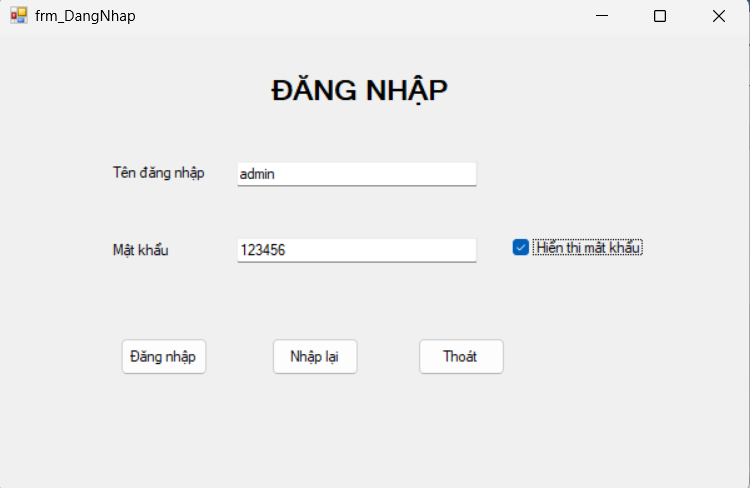 frm_DangNhap
ĐĂNG NHẬP
Tên đăng nhập admin
Mật khẩu 123456 Hiển thị mật khẩu
Đăng nhập Nhập lại Thoát